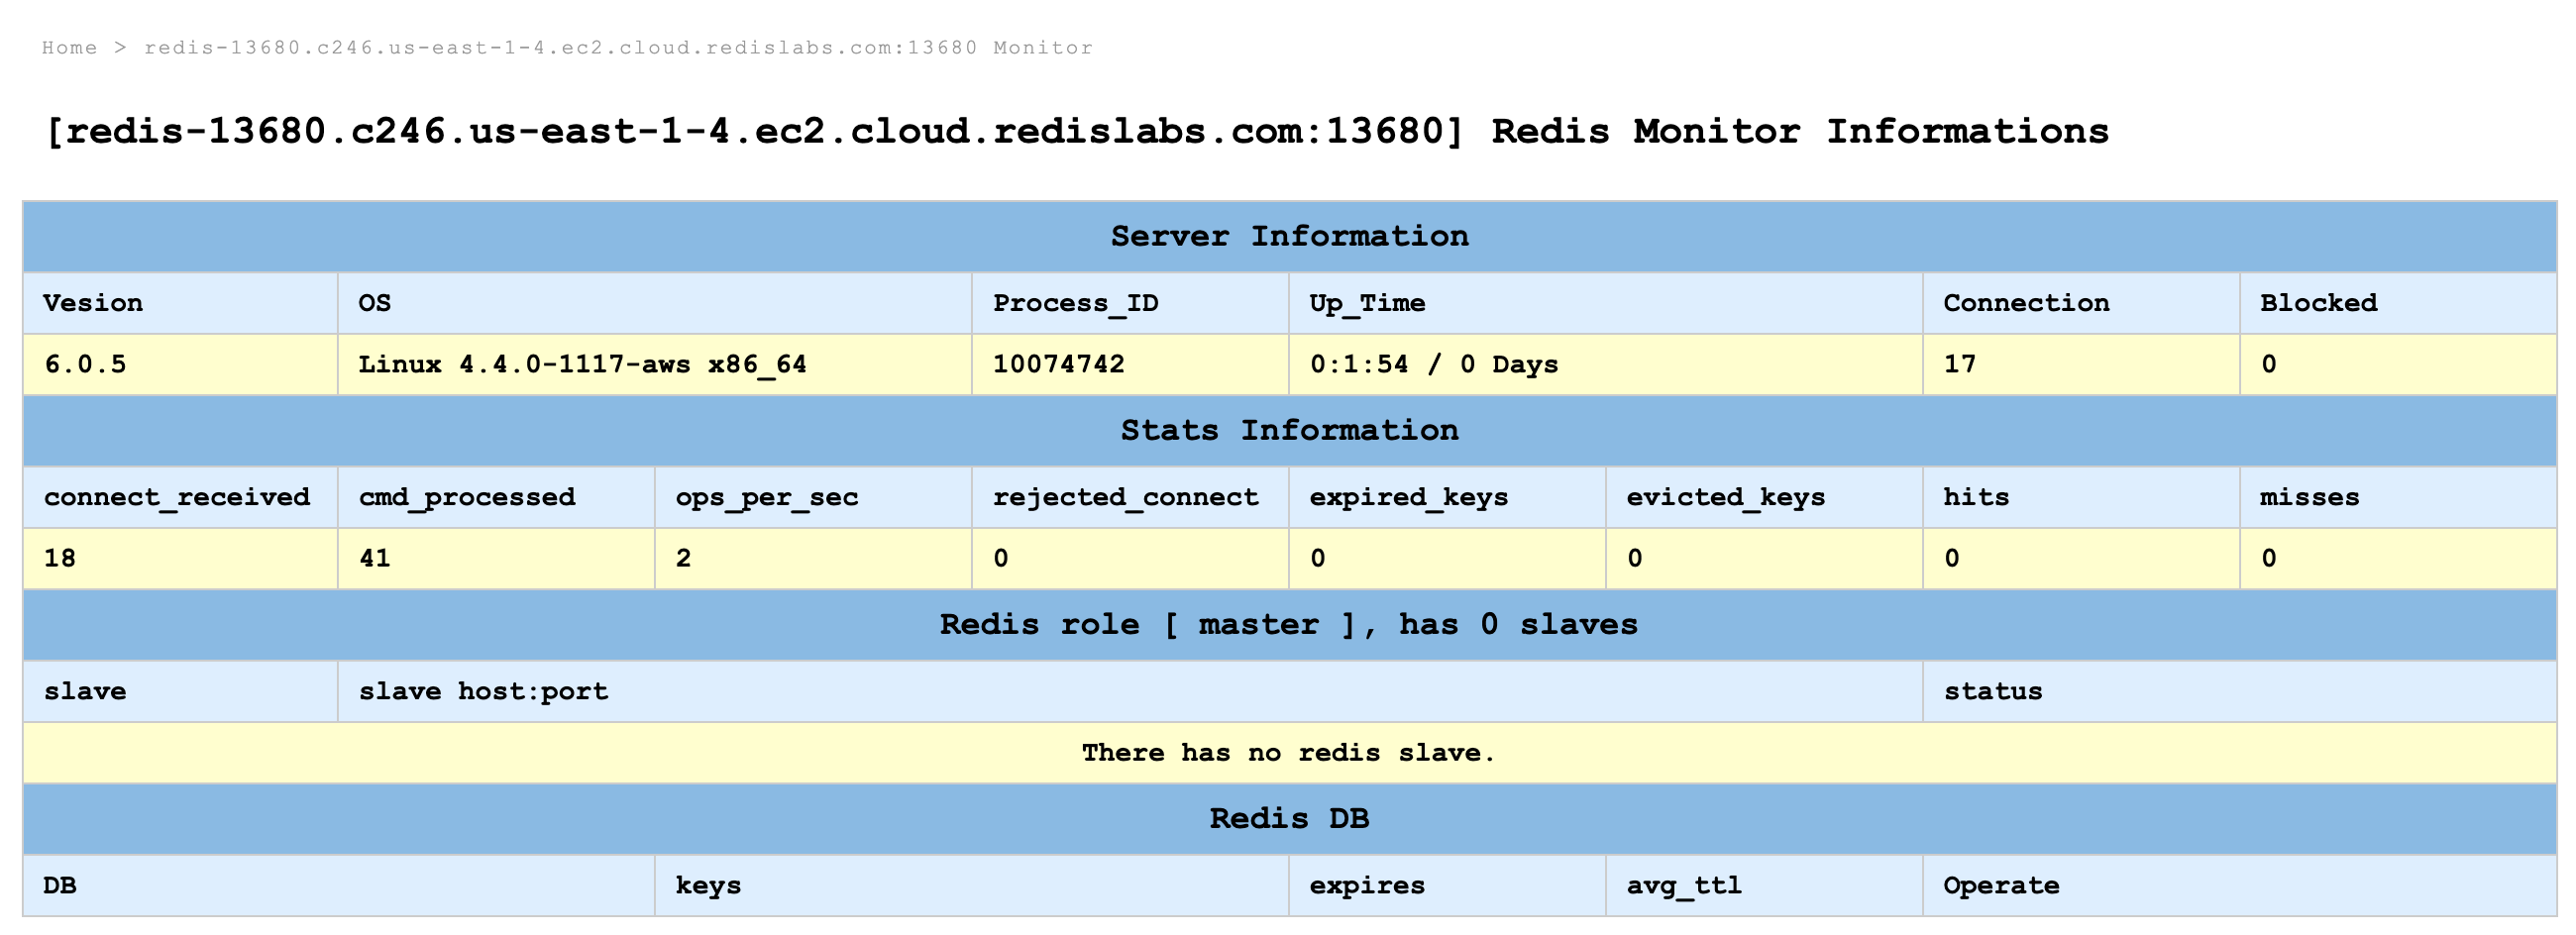 Home > redis-13680.c246.us-east-1-4.ec2.cloud.redislabs.com:13680 Monitor
[redis-13680.c246.us-east-1-4.ec2.cloud.redislabs.com:13680] Redis Monitor Informations
Server Information
Vesion OS Process_ID Up_Time Connection Blocked
6.0.5 Linux 4.4.0-1117-aws x86_64 10074742 0:1:54 / 0 Days 17 0
Stats Information
connect_received cmd_processed ops_per_sec rejected_connect expired_keys evicted_keys hits misses
18 41 2 0 0 0 0 0
Redis role [ master ], has 0 slaves
slave slave host:port status
There has no redis slave.
Redis DB
DB keys expires avg_ttl Operate